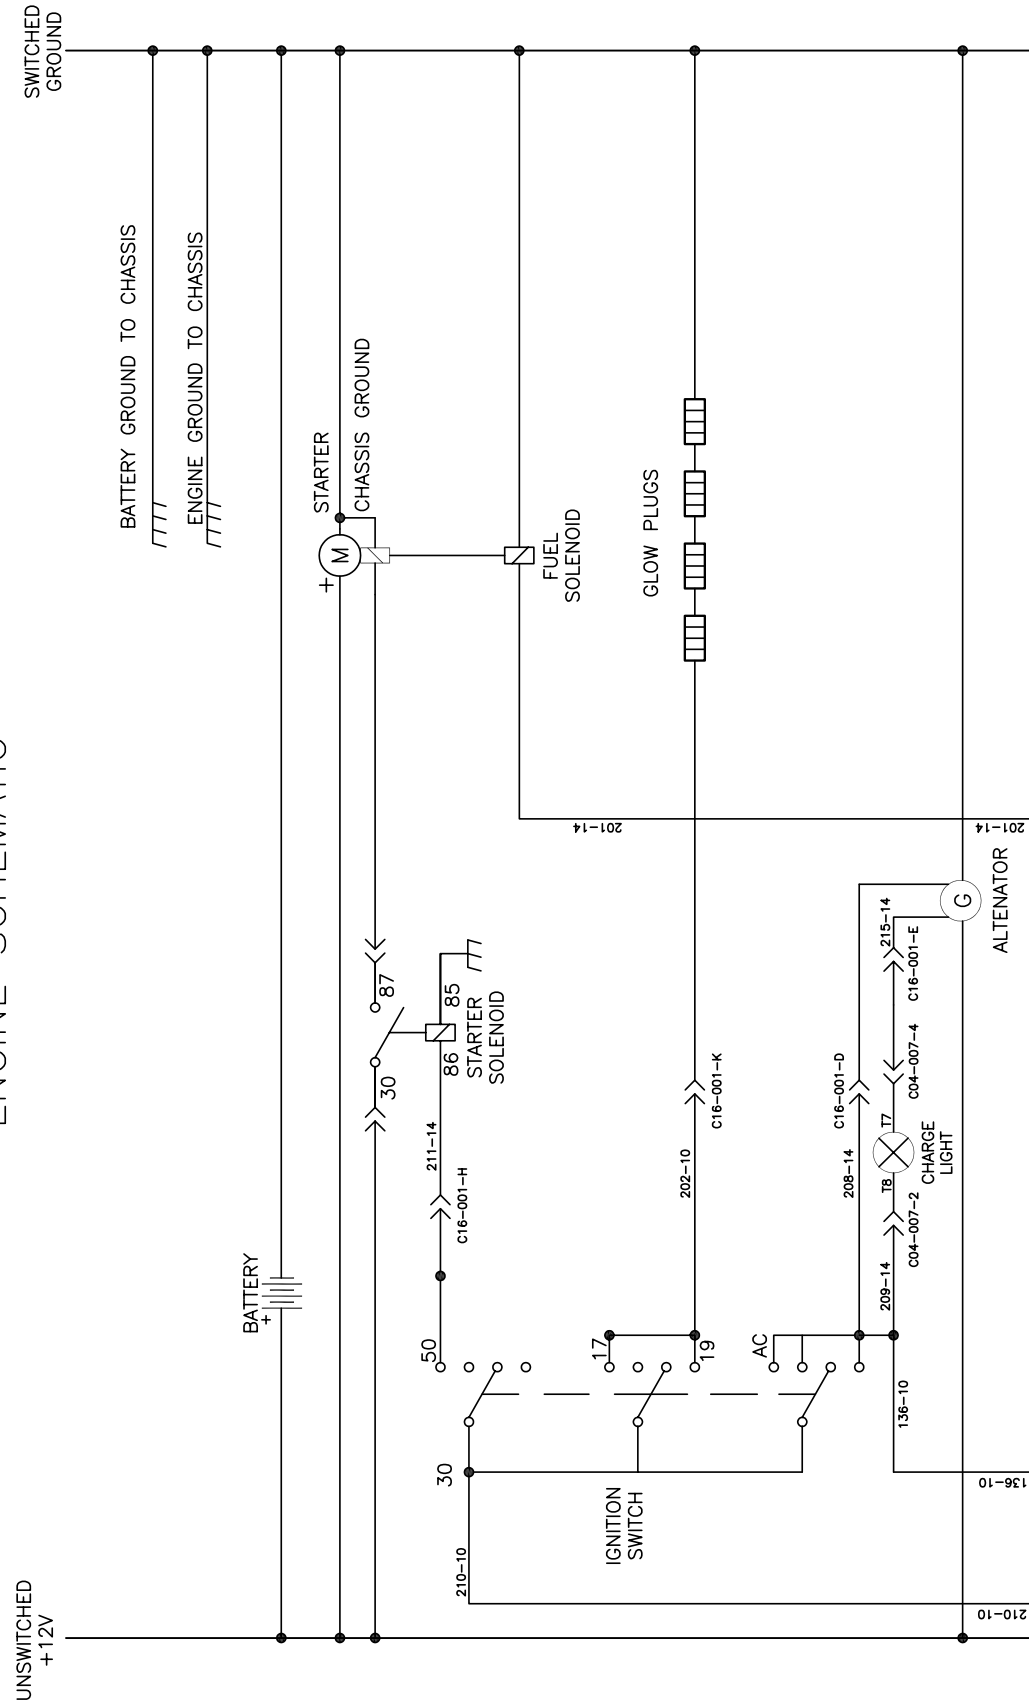 ENGINE SCHEMATIC
UNSWITCHED
+12V
SWITCHED
GROUND
BATTERY GROUND TO CHASSIS
ENGINE GROUND TO CHASSIS
BATTERY
+
STARTER
+
M
CHASSIS GROUND
30
87
86
85
STARTER
SOLENOID
FUEL
SOLENOID
50
C16-001-H
211-14
30
210-10
210-10
IGNITION
SWITCH
17
19
202-10
C16-001-K
GLOW PLUGS
201-14
201-14
AC
208-14
C16-001-D
209-14
C04-007-2
T8
T7
CHARGE
LIGHT
C04-007-4
C16-001-E
215-14
136-10
136-10
G
ALTENATOR